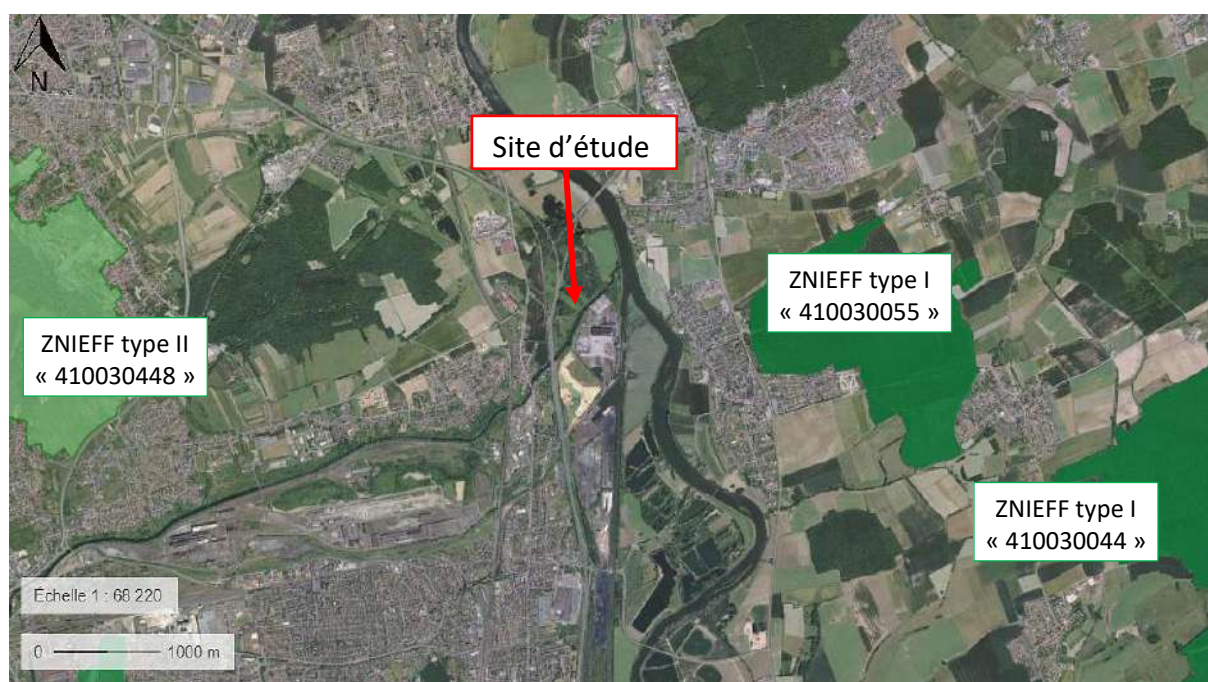 N
Site d’étude
ZNIEFF type I
« 410030055 »
ZNIEFF type II
« 410030448 »
ZNIEFF type I
« 410030044 »
Échelle 1 : 68 220
0 1000 m